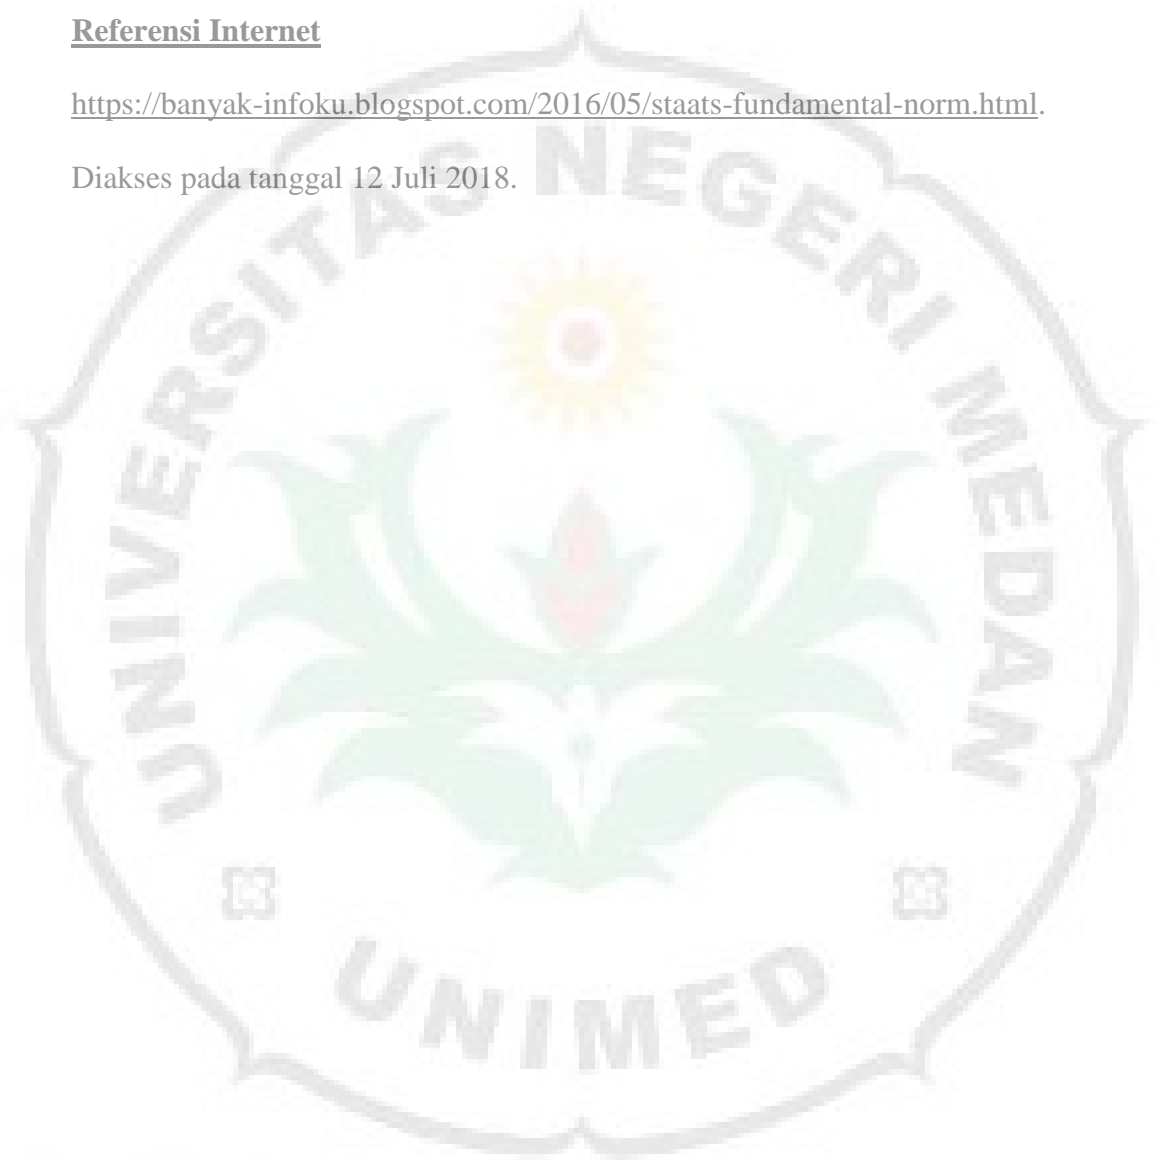 Referensi Internet
https://banyak-infoku.blogspot.com/2016/05/staats-fundamental-norm.html.
Diakses pada tanggal 12 Juli 2018.
UNIVERSITAS NEGERI MEDAN
UNIMED